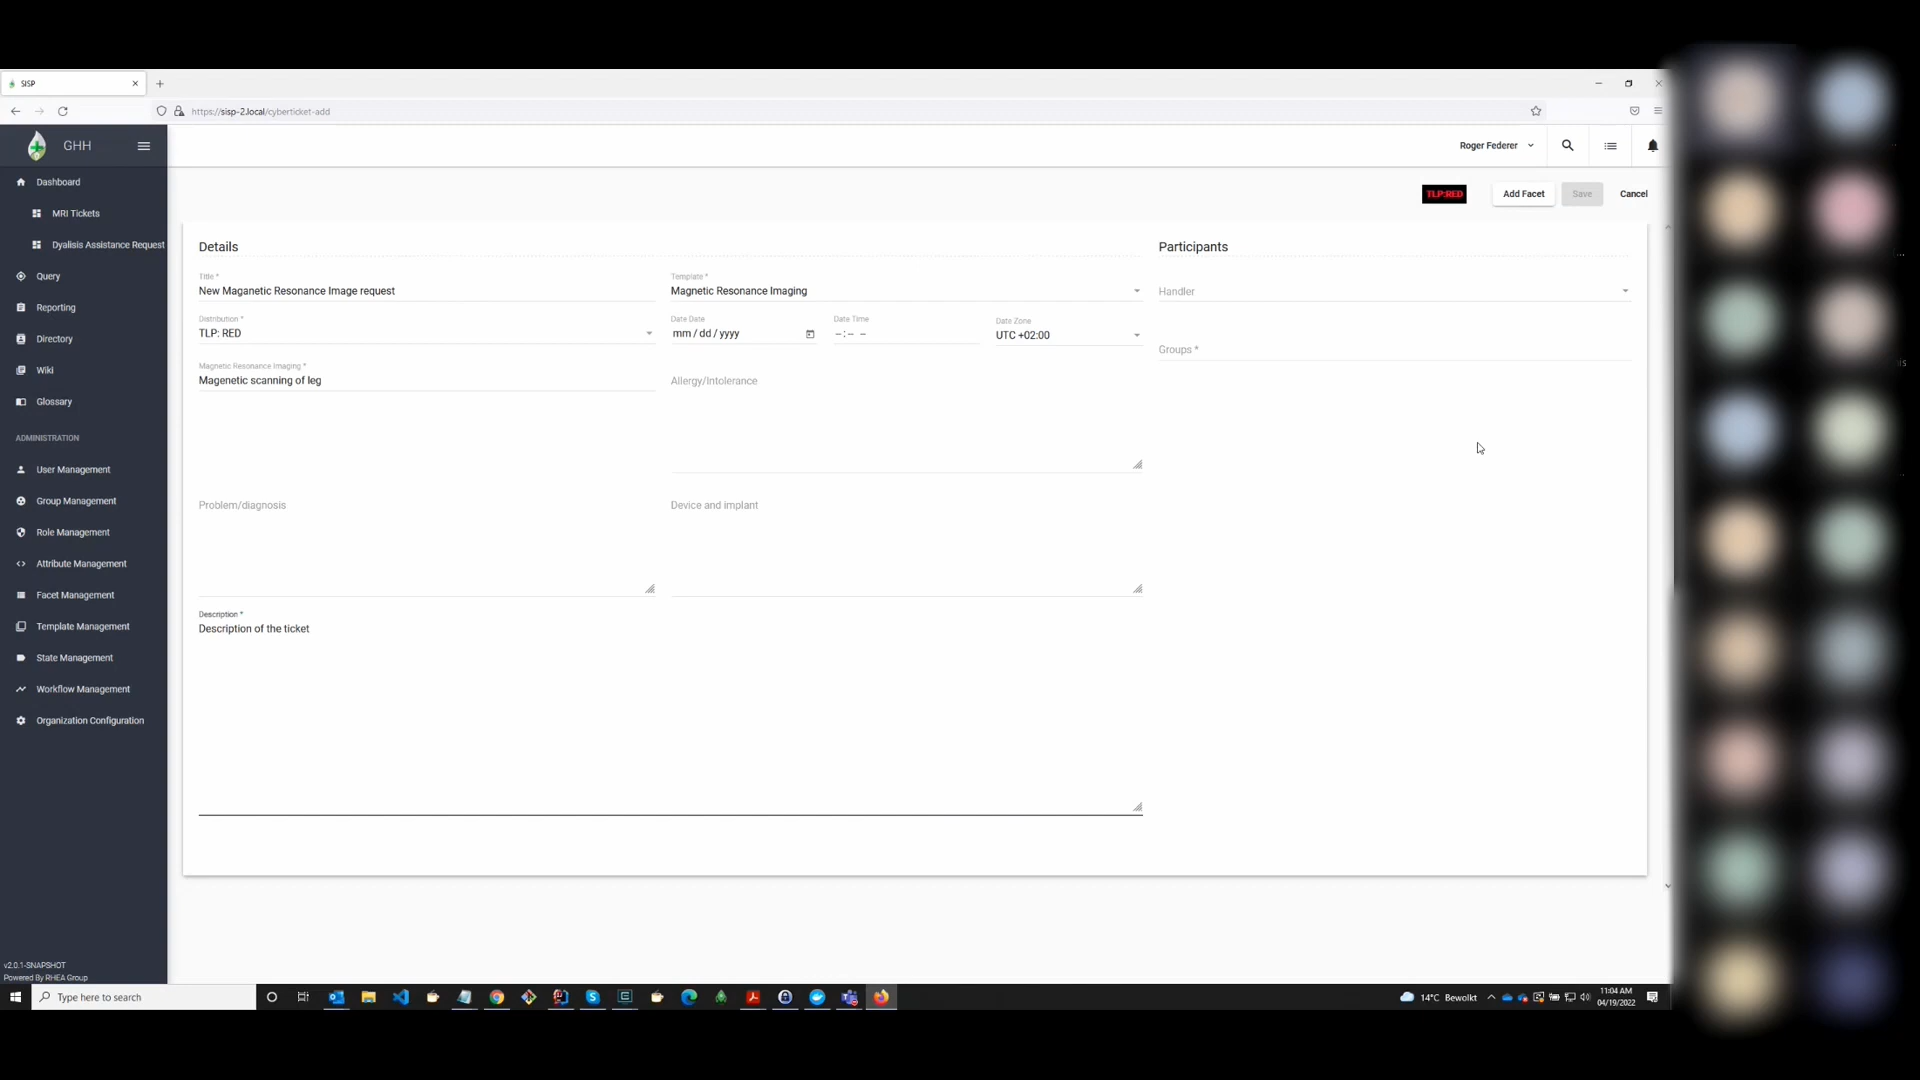 SISP
https://sisp-2.local/cyberticket-add
GHH
Roger Federer
Dashboard
MRI Tickets
Dyalisis Assistance Request
Query
Reporting
Directory
Wiki
Glossary
ADMINISTRATION
User Management
Group Management
Role Management
Attribute Management
Facet Management
Template Management
State Management
Workflow Management
Organization Configuration
v2.0.1-SNAPSHOT
Powered By RHEA Group
TLP:RED
Add Facet
Save
Cancel
Details
Title *
New Maganetic Resonance Image request
Template *
Magnetic Resonance Imaging
Distribution *
TLP: RED
Date Date
mm / dd / yyyy
Date Time
-- : -- --
Date Zone
UTC +02:00
Magnetic Resonance Imaging *
Magenetic scanning of leg
Allergy/Intolerance
Problem/diagnosis
Device and implant
Description *
Description of the ticket
Participants
Handler
Groups *
Type here to search
14°C Bewolkt
11:04 AM
04/19/2022